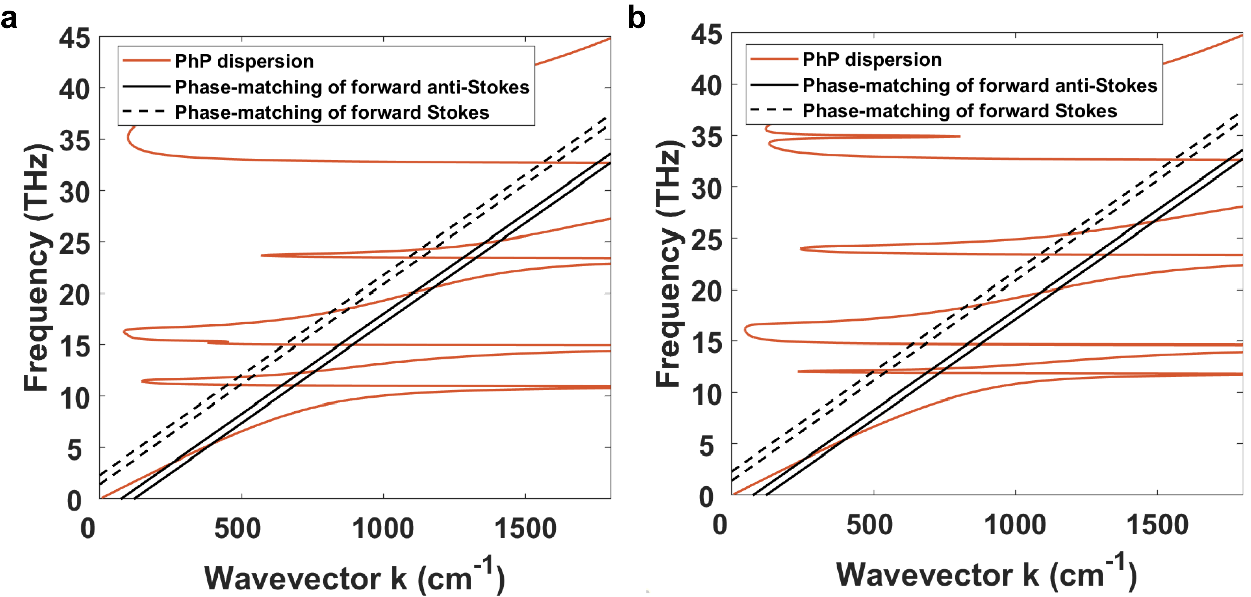 a
45
40
35
30
25
20
15
10
5
0
Frequency (THz)
PhP dispersion
Phase-matching of forward anti-Stokes
Phase-matching of forward Stokes
0 500 1000 1500
Wavevector k (cm⁻¹)
b
45
40
35
30
25
20
15
10
5
0
Frequency (THz)
PhP dispersion
Phase-matching of forward anti-Stokes
Phase-matching of forward Stokes
0 500 1000 1500
Wavevector k (cm⁻¹)